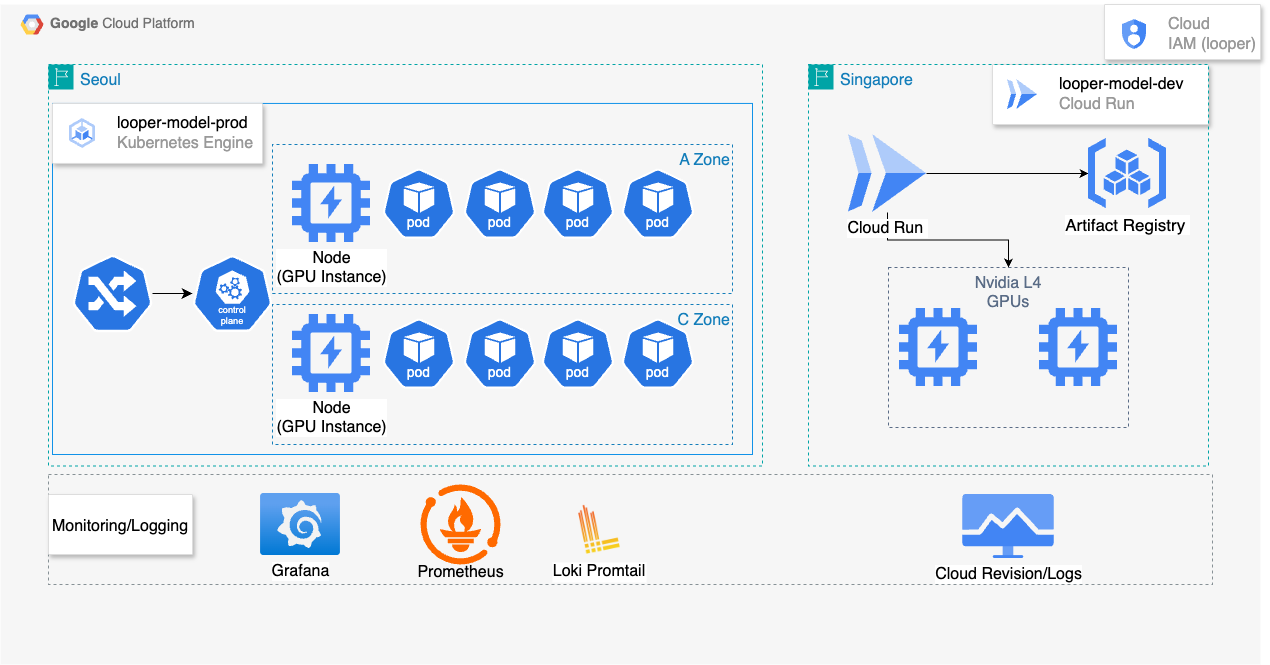 Google Cloud Platform
Cloud
IAM (looper)
Seoul
looper-model-prod
Kubernetes Engine
A Zone
pod
pod
pod
pod
Node
(GPU Instance)
control
plane
C Zone
pod
pod
pod
pod
Node
(GPU Instance)
Singapore
looper-model-dev
Cloud Run
Cloud Run
Artifact Registry
Nvidia L4
GPUs
Monitoring/Logging
Grafana
Prometheus
Loki Promtail
Cloud Revision/Logs